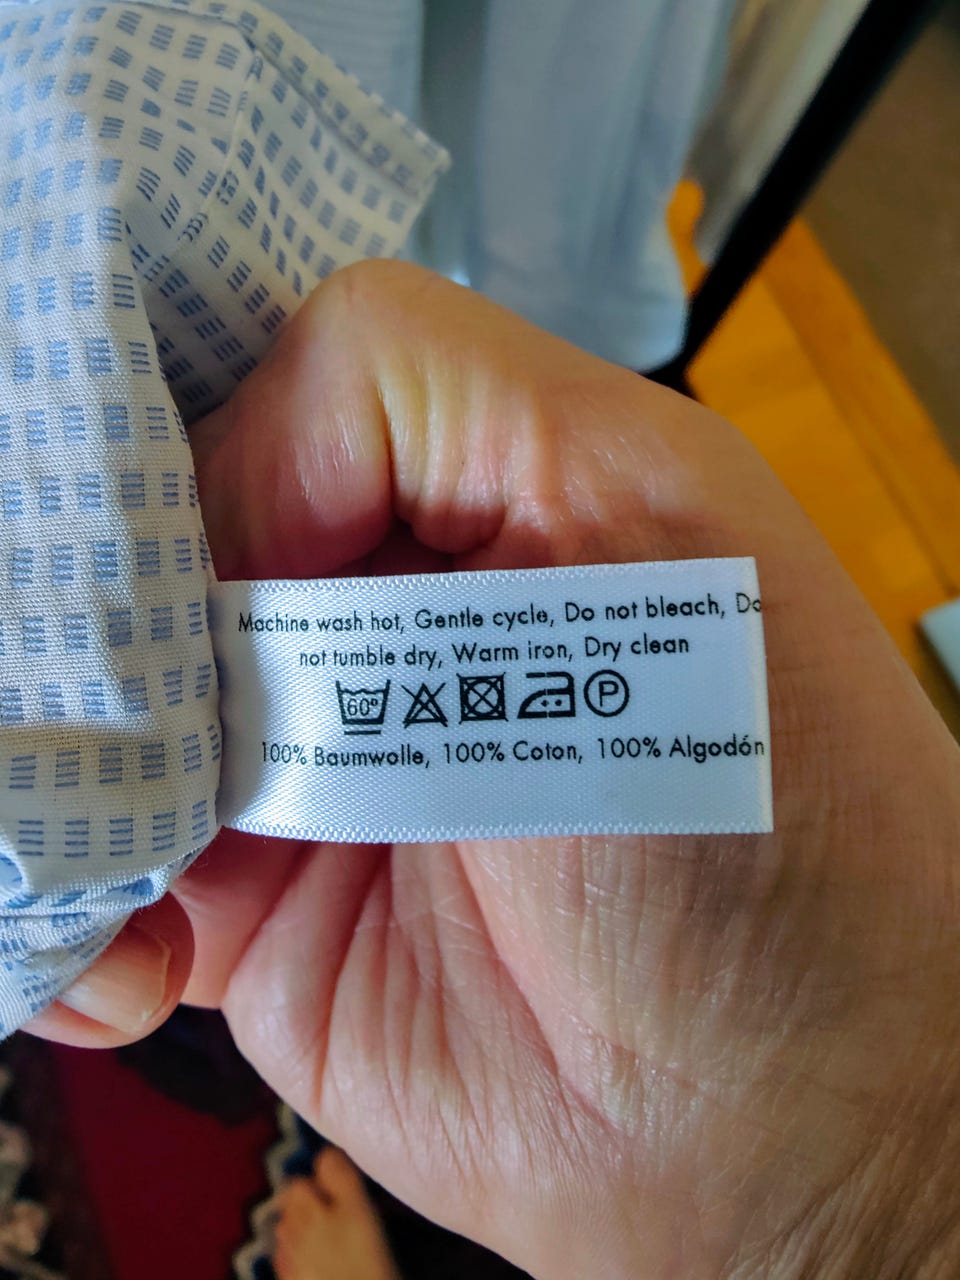 Machine wash hot, Gentle cycle, Do not bleach, Do
not tumble dry, Warm iron, Dry clean
60° P
100% Baumwolle, 100% Coton, 100% Algodón